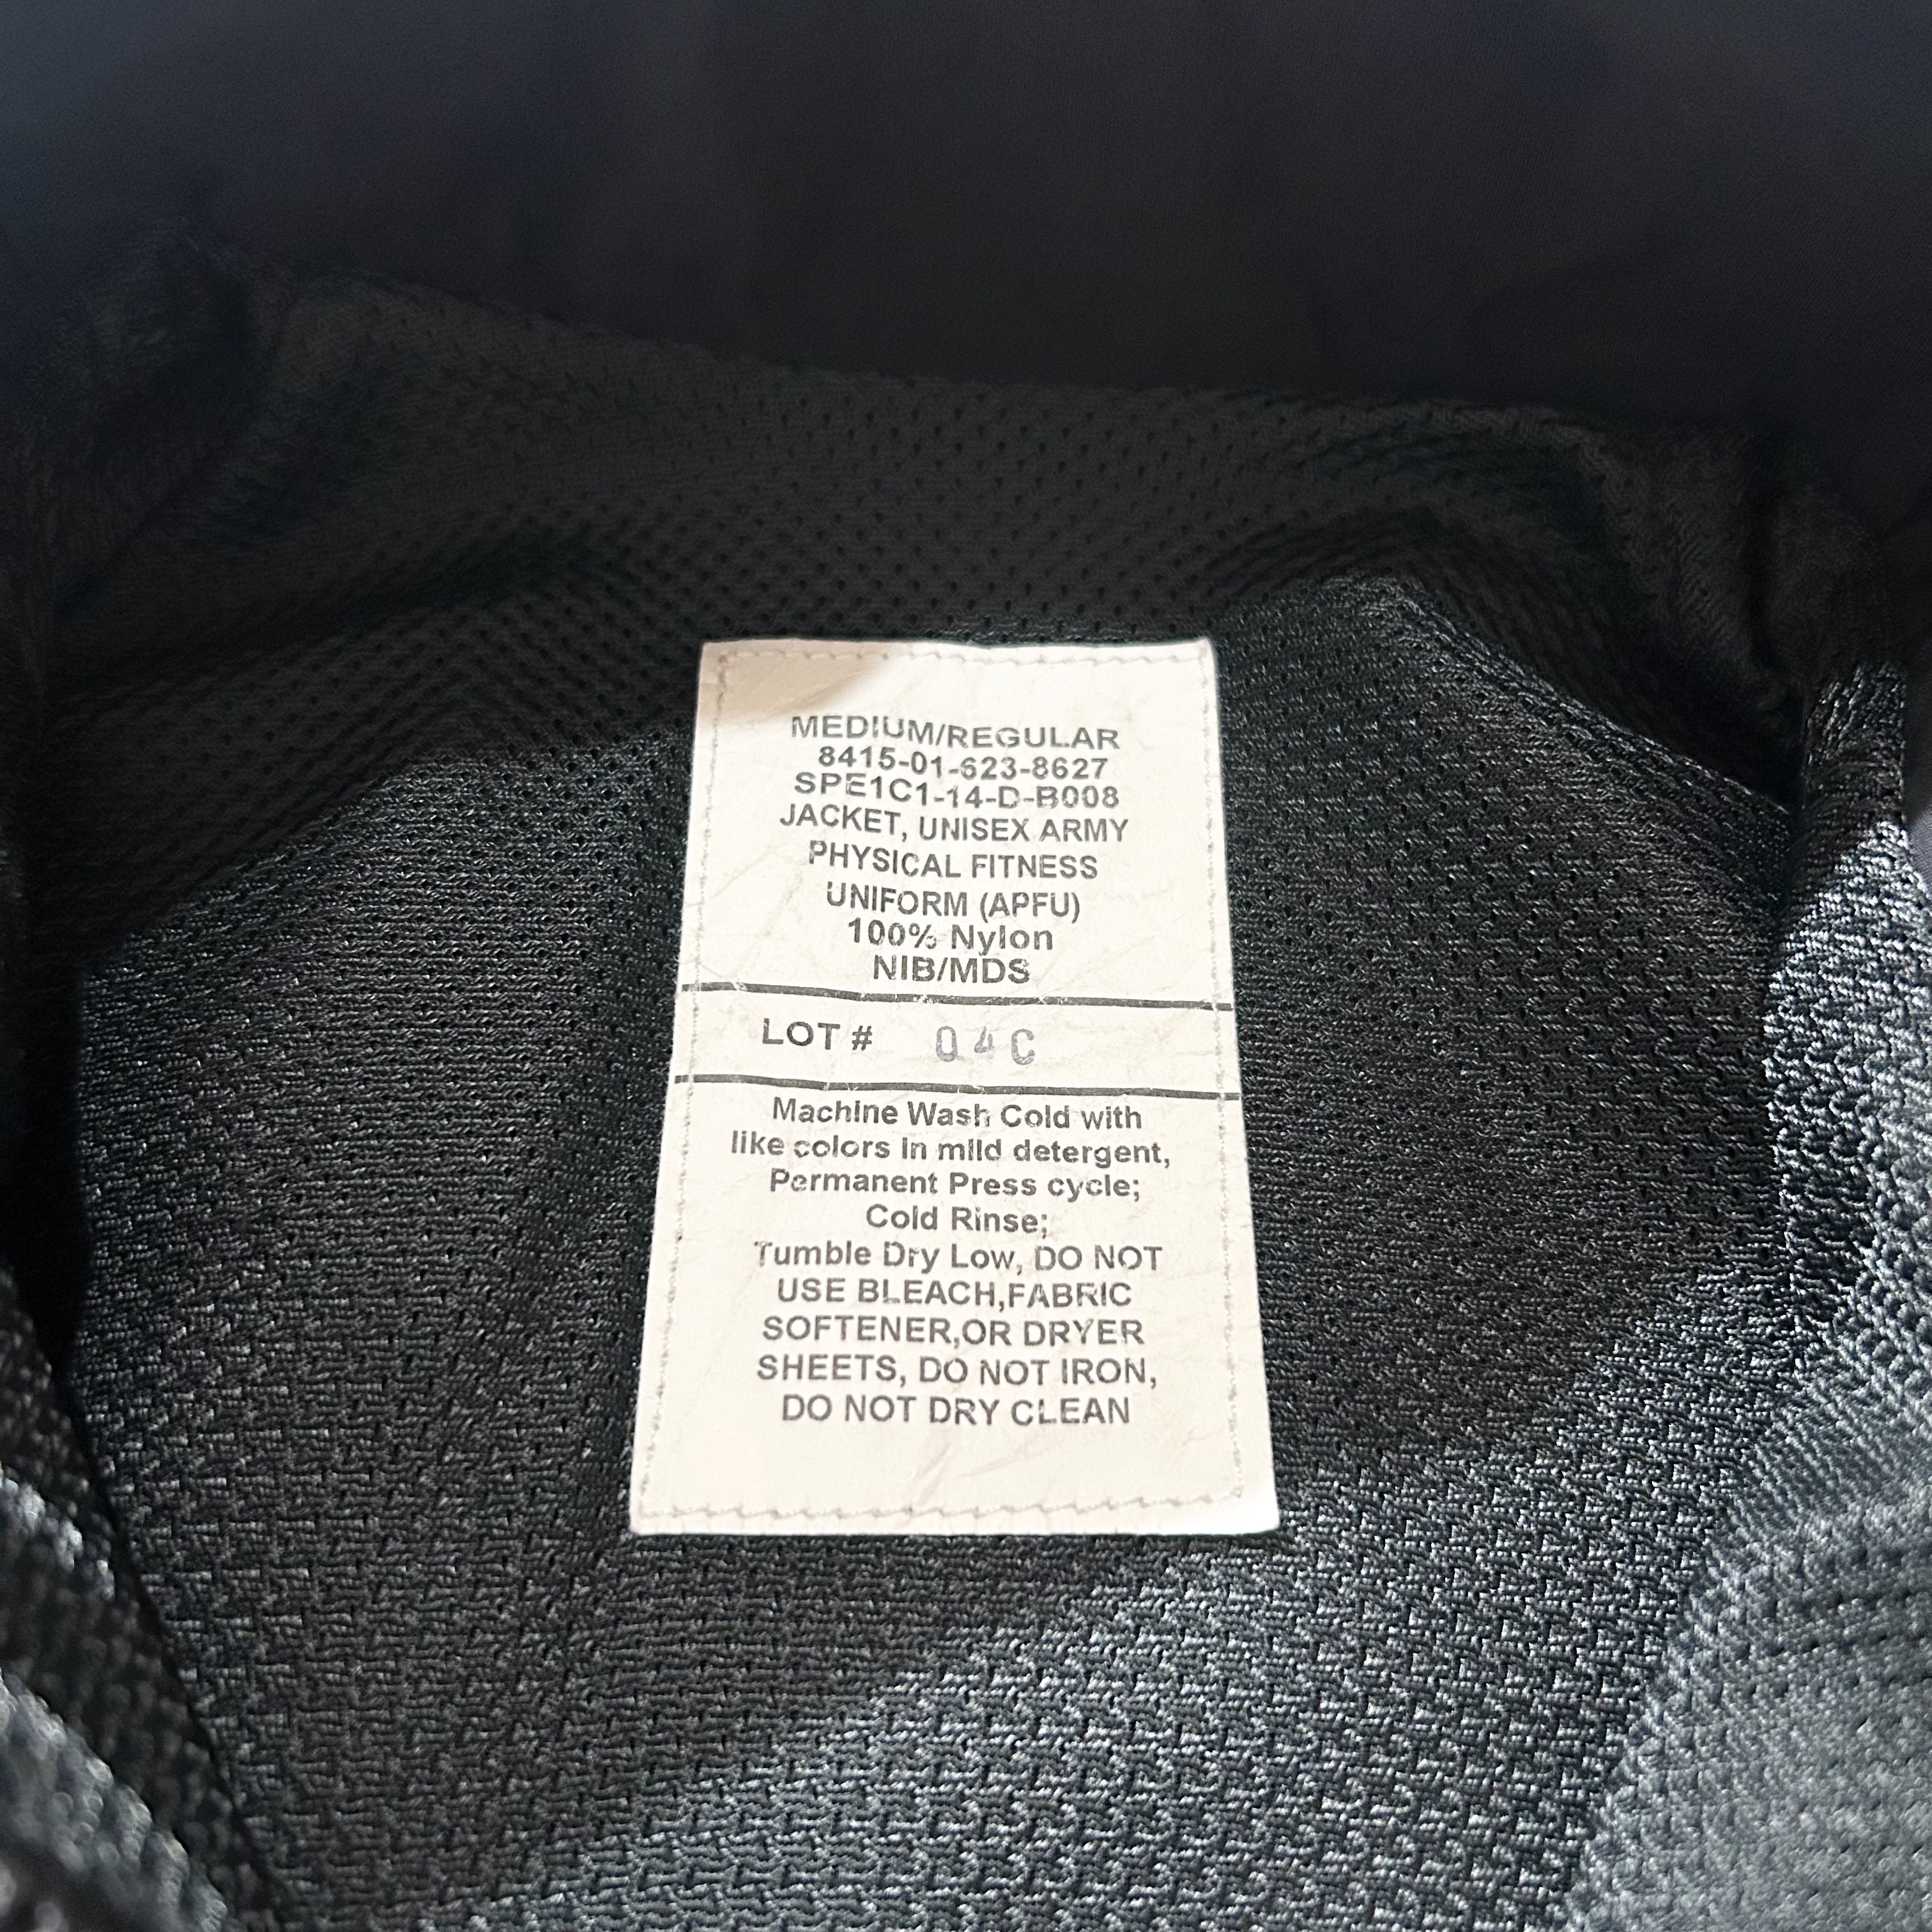 MEDIUM/REGULAR
8415-01-623-8627
SPE1C1-14-D-B008
JACKET, UNISEX ARMY
PHYSICAL FITNESS
UNIFORM (APFU)
100% Nylon
NIB/MDS
LOT # 04C
Machine Wash Cold with
like colors in mild detergent,
Permanent Press cycle;
Cold Rinse;
Tumble Dry Low, DO NOT
USE BLEACH,FABRIC
SOFTENER,OR DRYER
SHEETS, DO NOT IRON,
DO NOT DRY CLEAN